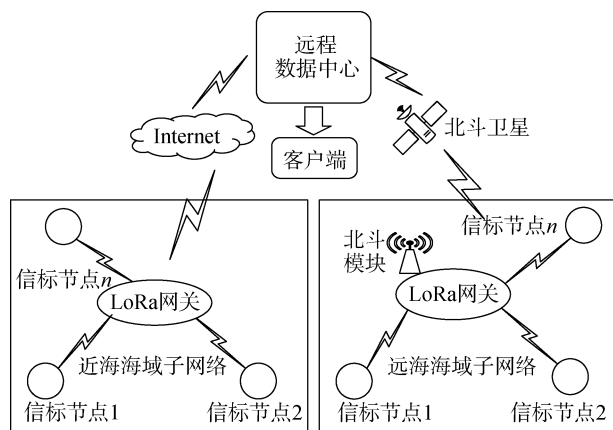 远程
数据中心
Internet
北斗卫星
客户端
信标节点n
LoRa网关
近海海域子网络
信标节点1
信标节点2
北斗
模块
信标节点n
LoRa网关
远海海域子网络
信标节点1
信标节点2